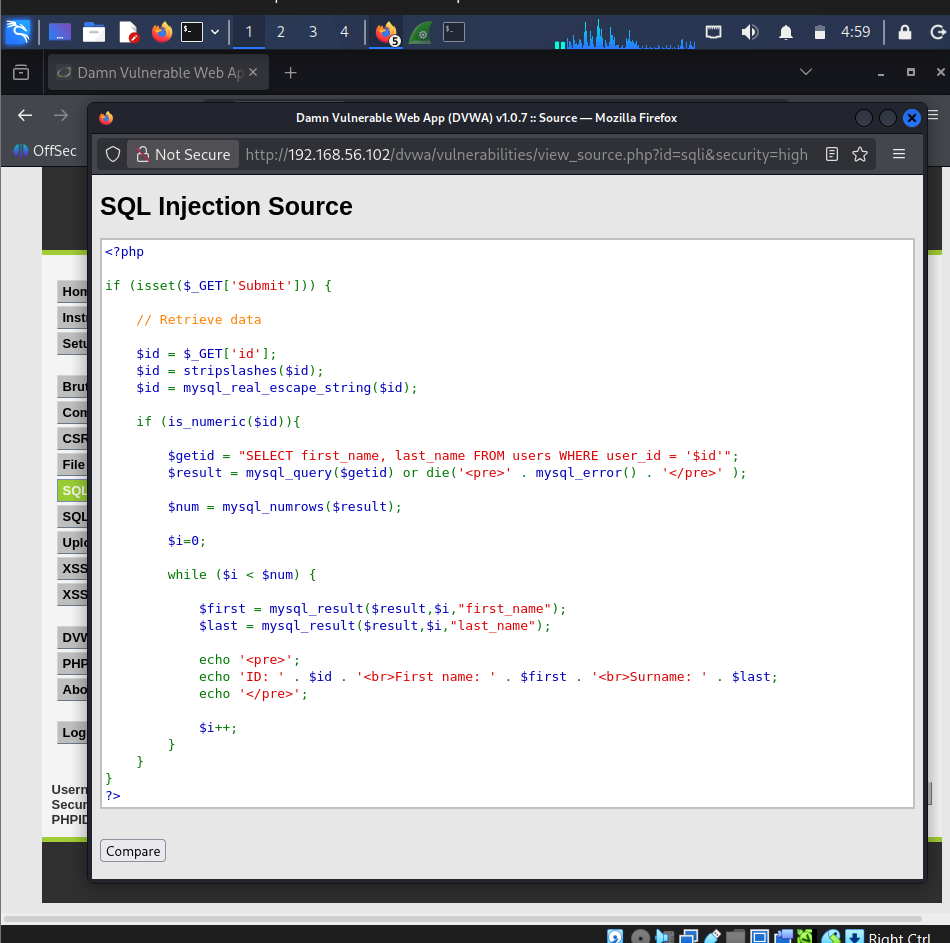 1 2 3 4 5 4:59
Damn Vulnerable Web Ap
OffSec
Damn Vulnerable Web App (DVWA) v1.0.7 :: Source — Mozilla Firefox
Not Secure http://192.168.56.102/dvwa/vulnerabilities/view_source.php?id=sqli&security=high
SQL Injection Source
<?php
if (isset($_GET['Submit'])) {
    // Retrieve data
    $id = $_GET['id'];
    $id = stripslashes($id);
    $id = mysql_real_escape_string($id);
    if (is_numeric($id)){
        $getid = "SELECT first_name, last_name FROM users WHERE user_id = '$id'";
        $result = mysql_query($getid) or die('<pre>' . mysql_error() . '</pre>' );
        $num = mysql_numrows($result);
        $i=0;
        while ($i < $num) {
            $first = mysql_result($result,$i,"first_name");
            $last = mysql_result($result,$i,"last_name");
            echo '<pre>';
            echo 'ID: ' . $id . '<br>First name: ' . $first . '<br>Surname: ' . $last;
            echo '</pre>';
            $i++;
        }
    }
}
?>
Compare
Hom
Inst
Setu
Brut
Com
CSR
File
SQL
SQL
Uplo
XSS
XSS
DVW
PHP
Abo
Log
Usern
Secur
PHPID
Right Ctrl